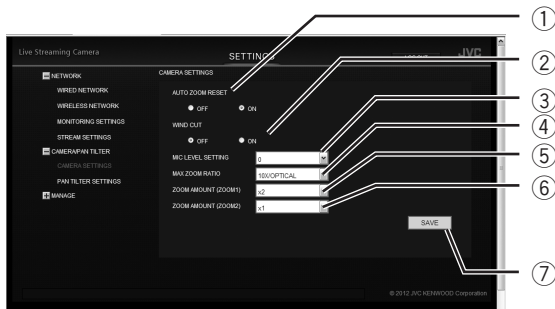 ①
Live Streaming Camera
SETTINGS
JVC
②
NETWORK
CAMERA SETTINGS
WIRED NETWORK
AUTO ZOOM RESET
WIRELESS NETWORK
OFF ON
MONITORING SETTINGS
WIND CUT
③
STREAM SETTINGS
OFF ON
CAMERA/PAN TILTER
MIC LEVEL SETTING 0
④
CAMERA SETTINGS
MAX ZOOM RATIO 10X/OPTICAL
PAN TILTER SETTINGS
ZOOM AMOUNT (ZOOM1) x2
⑤
MANAGE
ZOOM AMOUNT (ZOOM2) x1
⑥
SAVE
⑦
© 2012 JVC KENWOOD Corporation